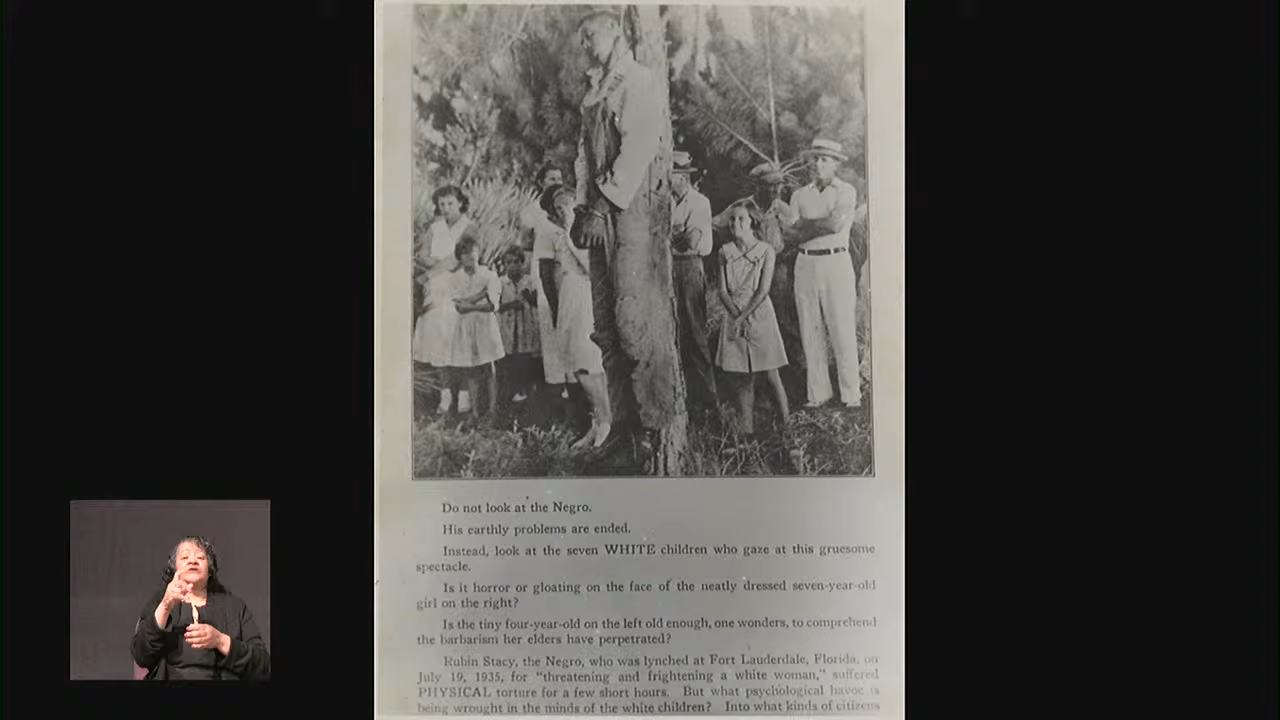 Do not look at the Negro.
His earthly problems are ended.
Instead, look at the seven WHITE children who gaze at this gruesome
spectacle.
Is it horror or gloating on the face of the neatly dressed seven-year-old
girl on the right?
Is the tiny four-year-old on the left old enough, one wonders, to comprehend
the barbarism her elders have perpetrated?
Rubin Stacy, the Negro, who was lynched at Fort Lauderdale, Florida, on
July 19, 1935, for "threatening and frightening a white woman," suffered
PHYSICAL torture for a few short hours. But what psychological havoc is
being wrought in the minds of the white children? Into what kinds of citizens